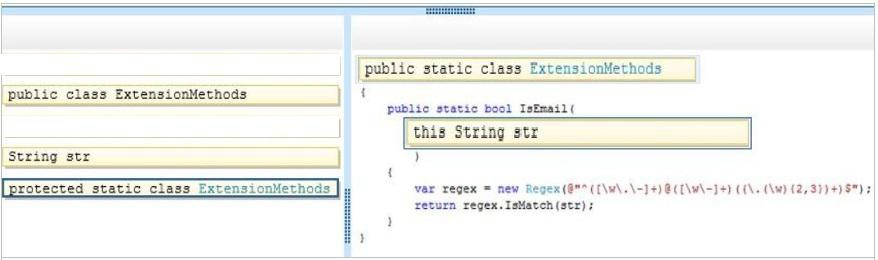 public class ExtensionMethods
String str
protected static class ExtensionMethods
public static class ExtensionMethods
{
public static bool IsEmail(
this String str
)
{
var regex = new Regex(@"^([\w\.\-]+)@([\w\-]+)((\.(\w){2,3})+)$");
return regex.IsMatch(str);
}
}